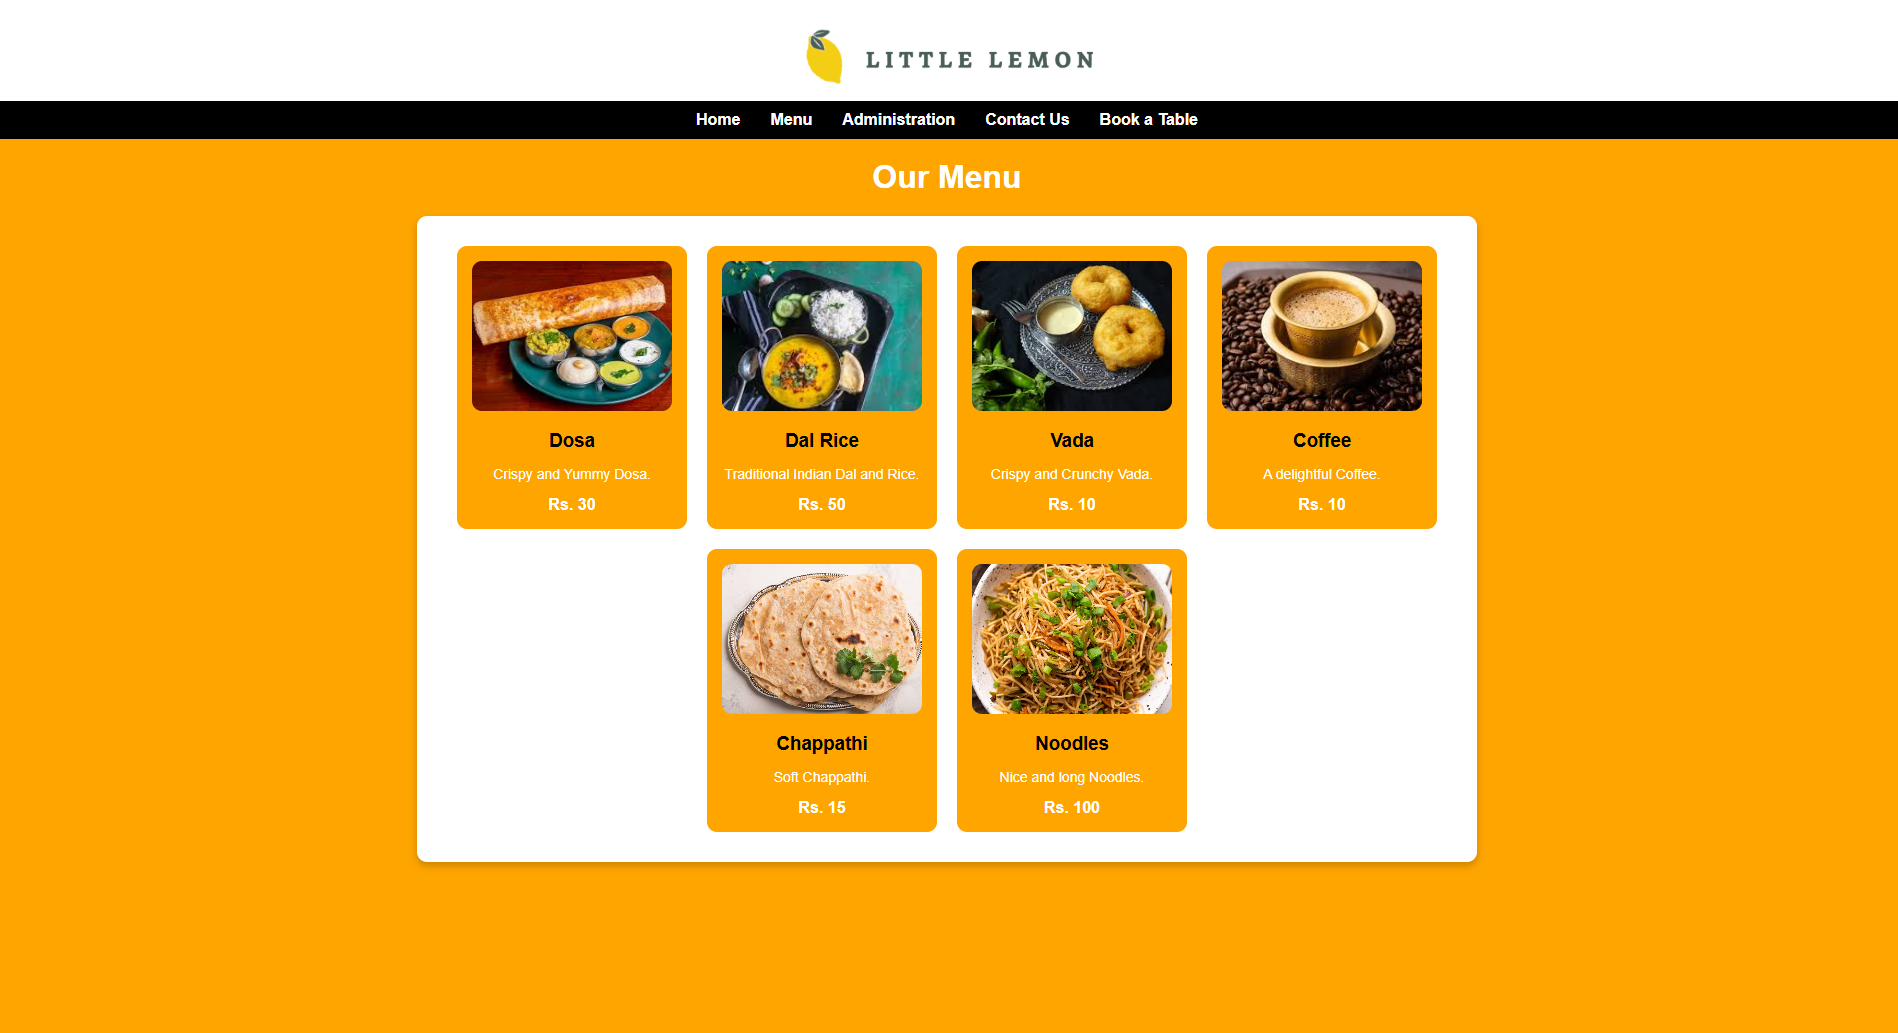 LITTLE LEMON
Home Menu Administration Contact Us Book a Table
Our Menu
Dosa
Crispy and Yummy Dosa.
Rs. 30
Dal Rice
Traditional Indian Dal and Rice.
Rs. 50
Vada
Crispy and Crunchy Vada.
Rs. 10
Coffee
A delightful Coffee.
Rs. 10
Chappathi
Soft Chappathi.
Rs. 15
Noodles
Nice and long Noodles.
Rs. 100